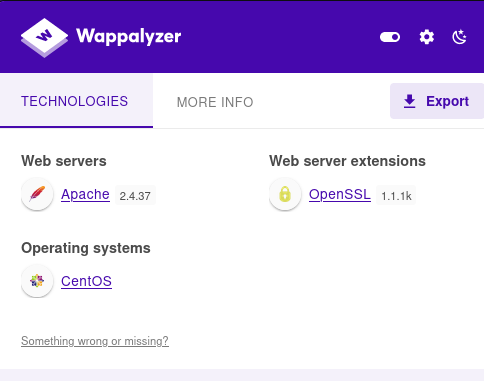 Wappalyzer
TECHNOLOGIES MORE INFO Export
Web servers
Apache 2.4.37
Web server extensions
OpenSSL 1.1.1k
Operating systems
CentOS
Something wrong or missing?